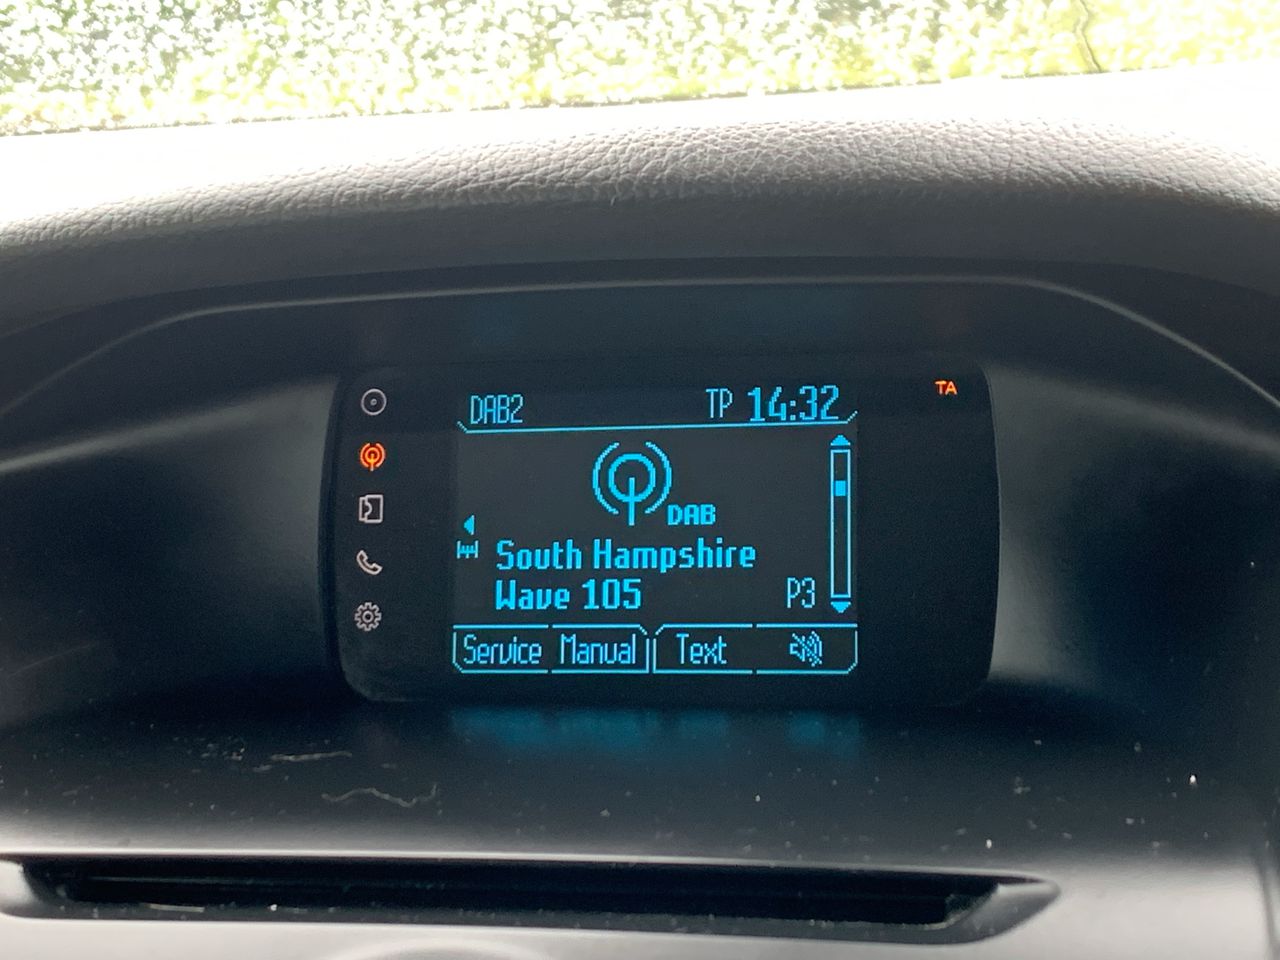 TA
DAB2 TP 14:32
DAB
South Hampshire
Wave 105 P3
Service Manual Text